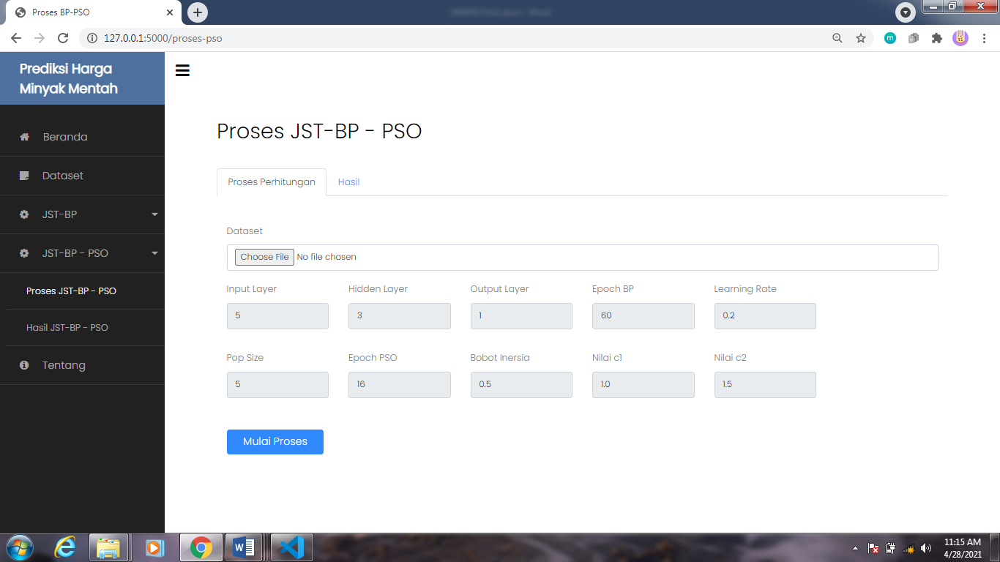 Proses BP-PSO
127.0.0.1:5000/proses-pso
Prediksi Harga
Minyak Mentah
Beranda
Dataset
JST-BP
JST-BP - PSO
Proses JST-BP - PSO
Hasil JST-BP - PSO
Tentang
Proses JST-BP - PSO
Proses Perhitungan Hasil
Dataset
Choose File No file chosen
Input Layer Hidden Layer Output Layer Epoch BP Learning Rate
5 3 1 60 0.2
Pop Size Epoch PSO Bobot Inersia Nilai c1 Nilai c2
5 16 0.5 1.0 1.5
Mulai Proses
11:15 AM
4/28/2021